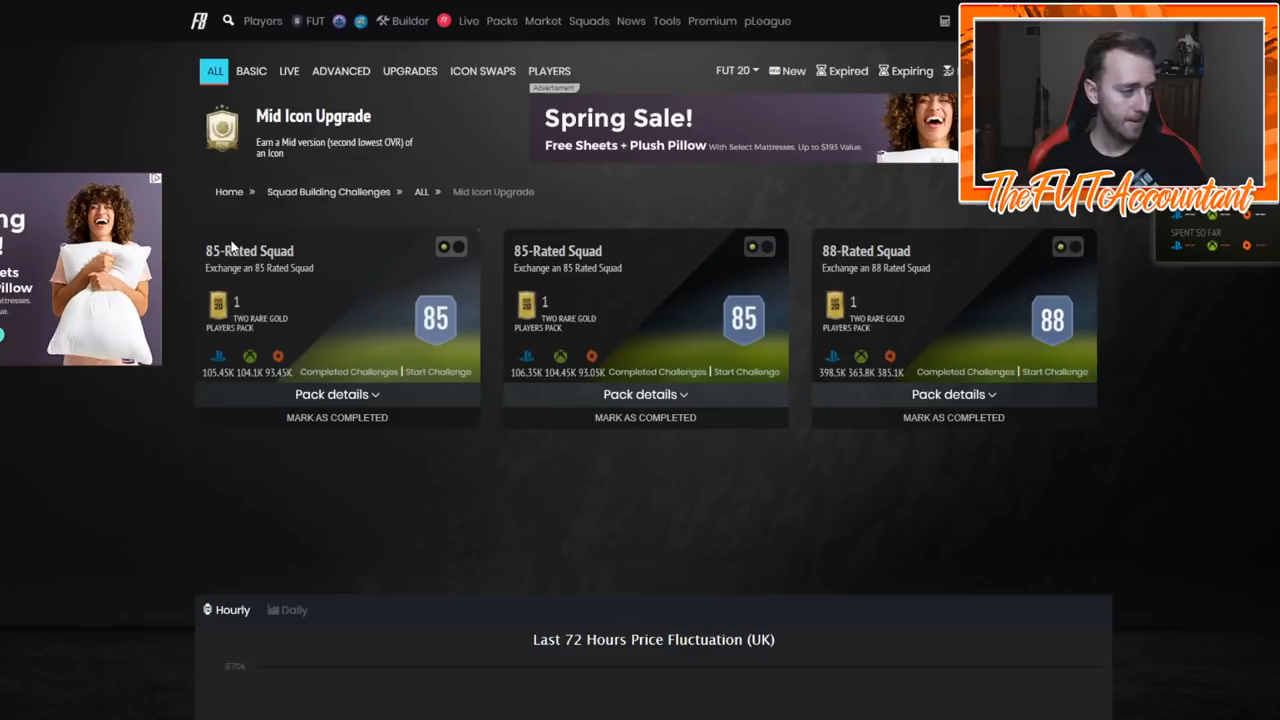 FB Players FUT Builder Live Packs Market Squads News Tools Premium pLeague
ALL BASIC LIVE ADVANCED UPGRADES ICON SWAPS PLAYERS FUT 20 New Expired Expiring
Advertisement
Mid Icon Upgrade
Earn a Mid version (second lowest OVR) of
an Icon
Spring Sale!
Free Sheets + Plush Pillow With Select Mattresses. Up to $193 Value.
TheFUTAccountant
SPENT SO FAR
ng
!
ets
illow
Home » Squad Building Challenges » ALL » Mid Icon Upgrade
85-Rated Squad
Exchange an 85 Rated Squad
1
TWO RARE GOLD
PLAYERS PACK
85
105.45K 104.1K 93.45K Completed Challenges | Start Challenge
Pack details
MARK AS COMPLETED
85-Rated Squad
Exchange an 85 Rated Squad
1
TWO RARE GOLD
PLAYERS PACK
85
106.35K 104.45K 93.05K Completed Challenges | Start Challenge
Pack details
MARK AS COMPLETED
88-Rated Squad
Exchange an 88 Rated Squad
1
TWO RARE GOLD
PLAYERS PACK
88
398.5K 363.8K 385.1K Completed Challenges | Start Challenge
Pack details
MARK AS COMPLETED
Hourly Daily
Last 72 Hours Price Fluctuation (UK)
670k